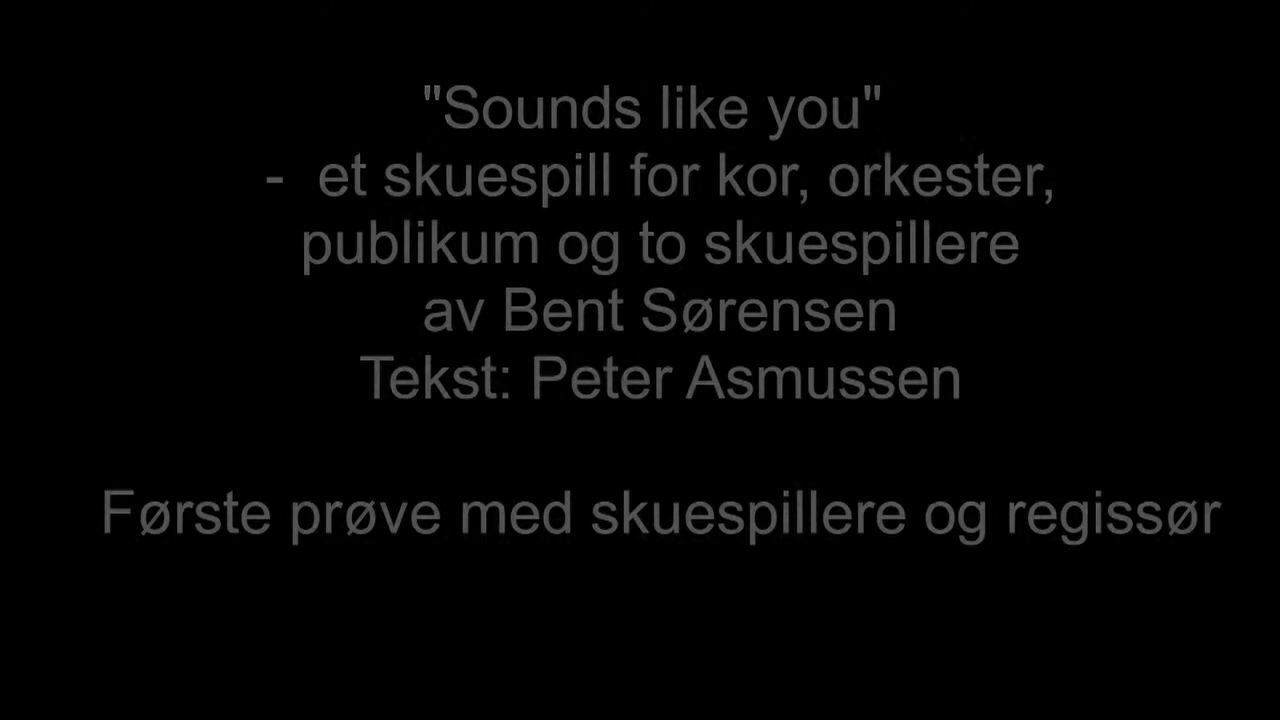 "Sounds like you"
- et skuespill for kor, orkester,
publikum og to skuespillere
av Bent Sørensen
Tekst: Peter Asmussen
Første prøve med skuespillere og regissør